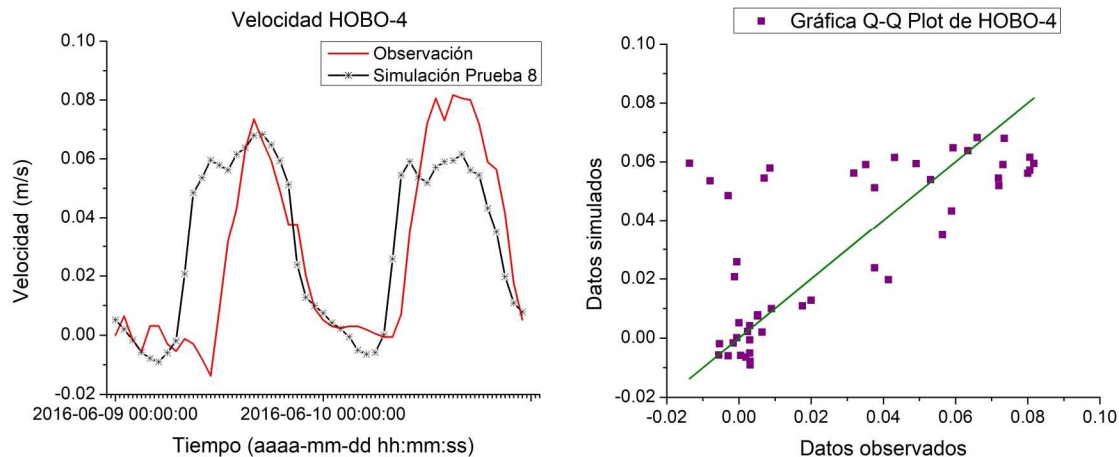 Velocidad HOBO-4
Observación
Simulación Prueba 8
0.10
0.08
0.06
0.04
0.02
0.00
-0.02
Velocidad (m/s)
2016-06-09 00:00:00
2016-06-10 00:00:00
Tiempo (aaaa-mm-dd hh:mm:ss)
Gráfica Q-Q Plot de HOBO-4
0.10
0.08
0.06
0.04
0.02
0.00
-0.02
Datos simulados
-0.02
0.00
0.02
0.04
0.06
0.08
0.10
Datos observados